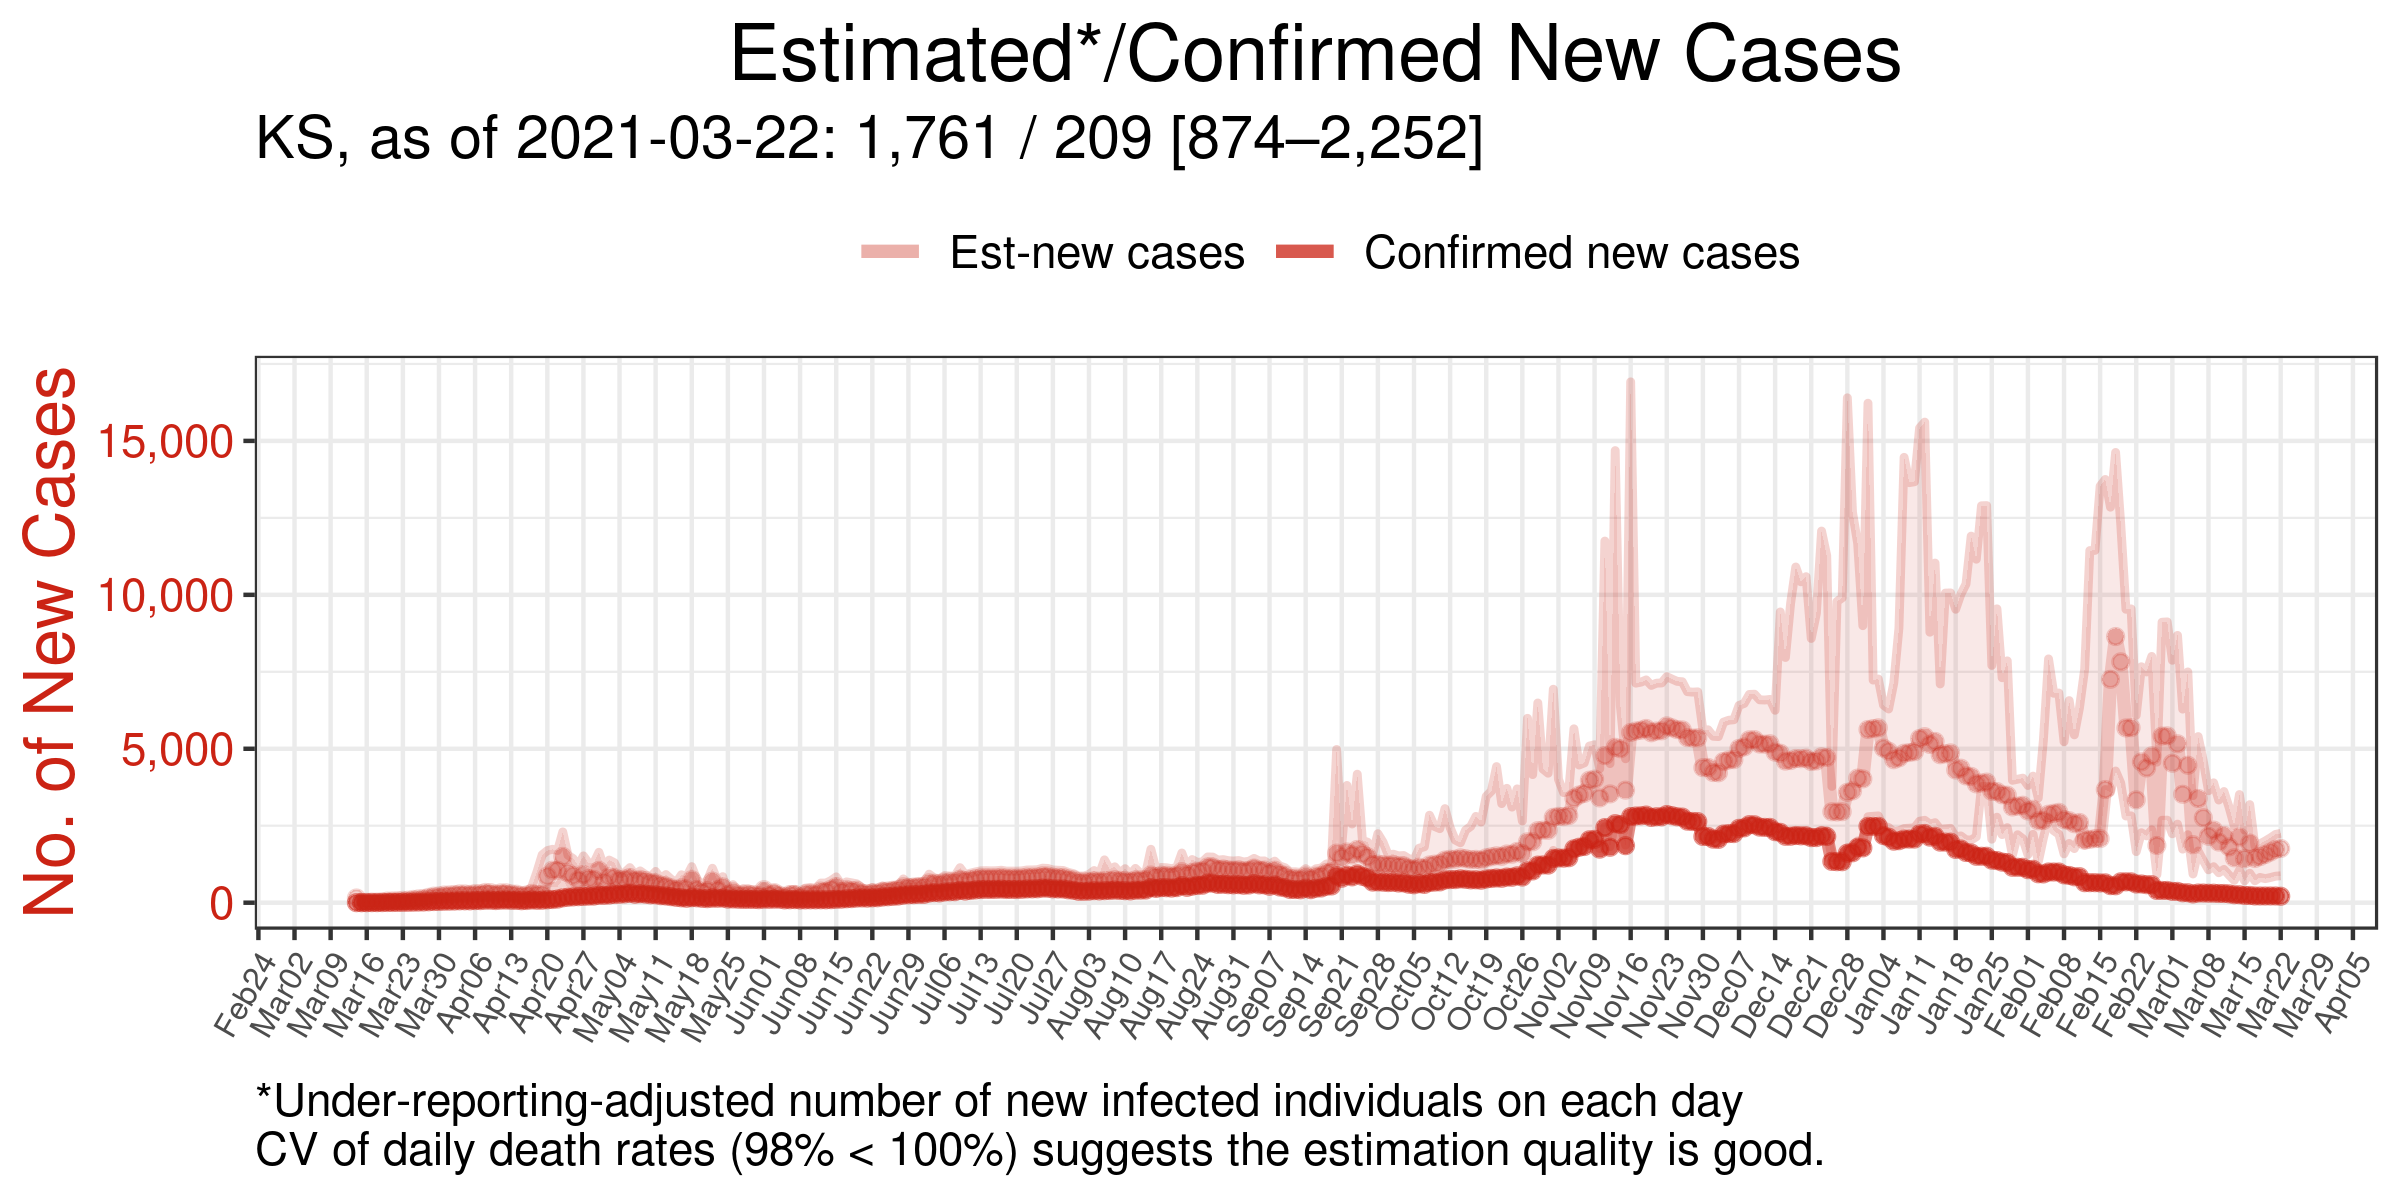 Estimated*/Confirmed New Cases
KS, as of 2021-03-22: 1,761 / 209 [874–2,252]
Est-new cases Confirmed new cases
No. of New Cases
15,000
10,000
5,000
0
Feb24 Mar02 Mar09 Mar16 Mar23 Mar30 Apr06 Apr13 Apr20 Apr27 May04 May11 May18 May25 Jun01 Jun08 Jun15 Jun22 Jun29 Jul06 Jul13 Jul20 Jul27 Aug03 Aug10 Aug17 Aug24 Aug31 Sep07 Sep14 Sep21 Sep28 Oct05 Oct12 Oct19 Oct26 Nov02 Nov09 Nov16 Nov23 Nov30 Dec07 Dec14 Dec21 Dec28 Jan04 Jan11 Jan18 Jan25 Feb01 Feb08 Feb15 Feb22 Mar01 Mar08 Mar15 Mar22 Mar29 Apr05
*Under-reporting-adjusted number of new infected individuals on each day
CV of daily death rates (98% < 100%) suggests the estimation quality is good.